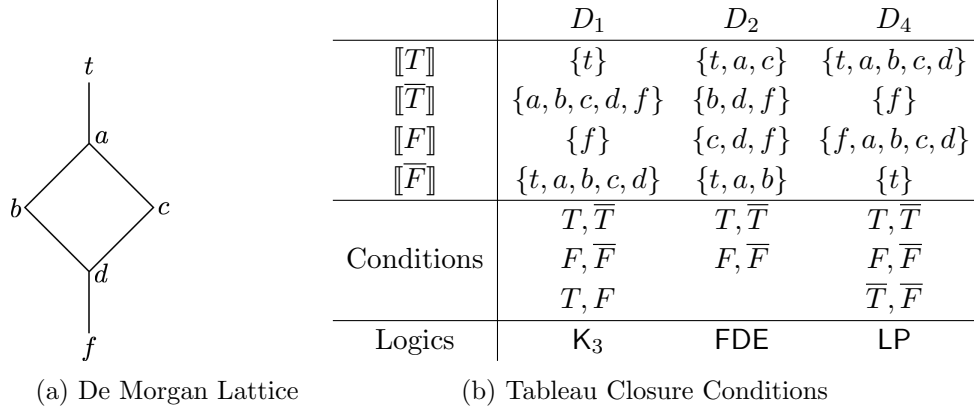 t
a
b
c
d
f
(a) De Morgan Lattice
D₁ D₂ D₄
⟦T⟧ {t} {t, a, c} {t, a, b, c, d}
⟦T̅⟧ {a, b, c, d, f} {b, d, f} {f}
⟦F⟧ {f} {c, d, f} {f, a, b, c, d}
⟦F̅⟧ {t, a, b, c, d} {t, a, b} {t}
T, T̅ T, T̅ T, T̅
Conditions F, F̅ F, F̅ F, F̅
T, F T̅, F̅
Logics K₃ FDE LP
(b) Tableau Closure Conditions